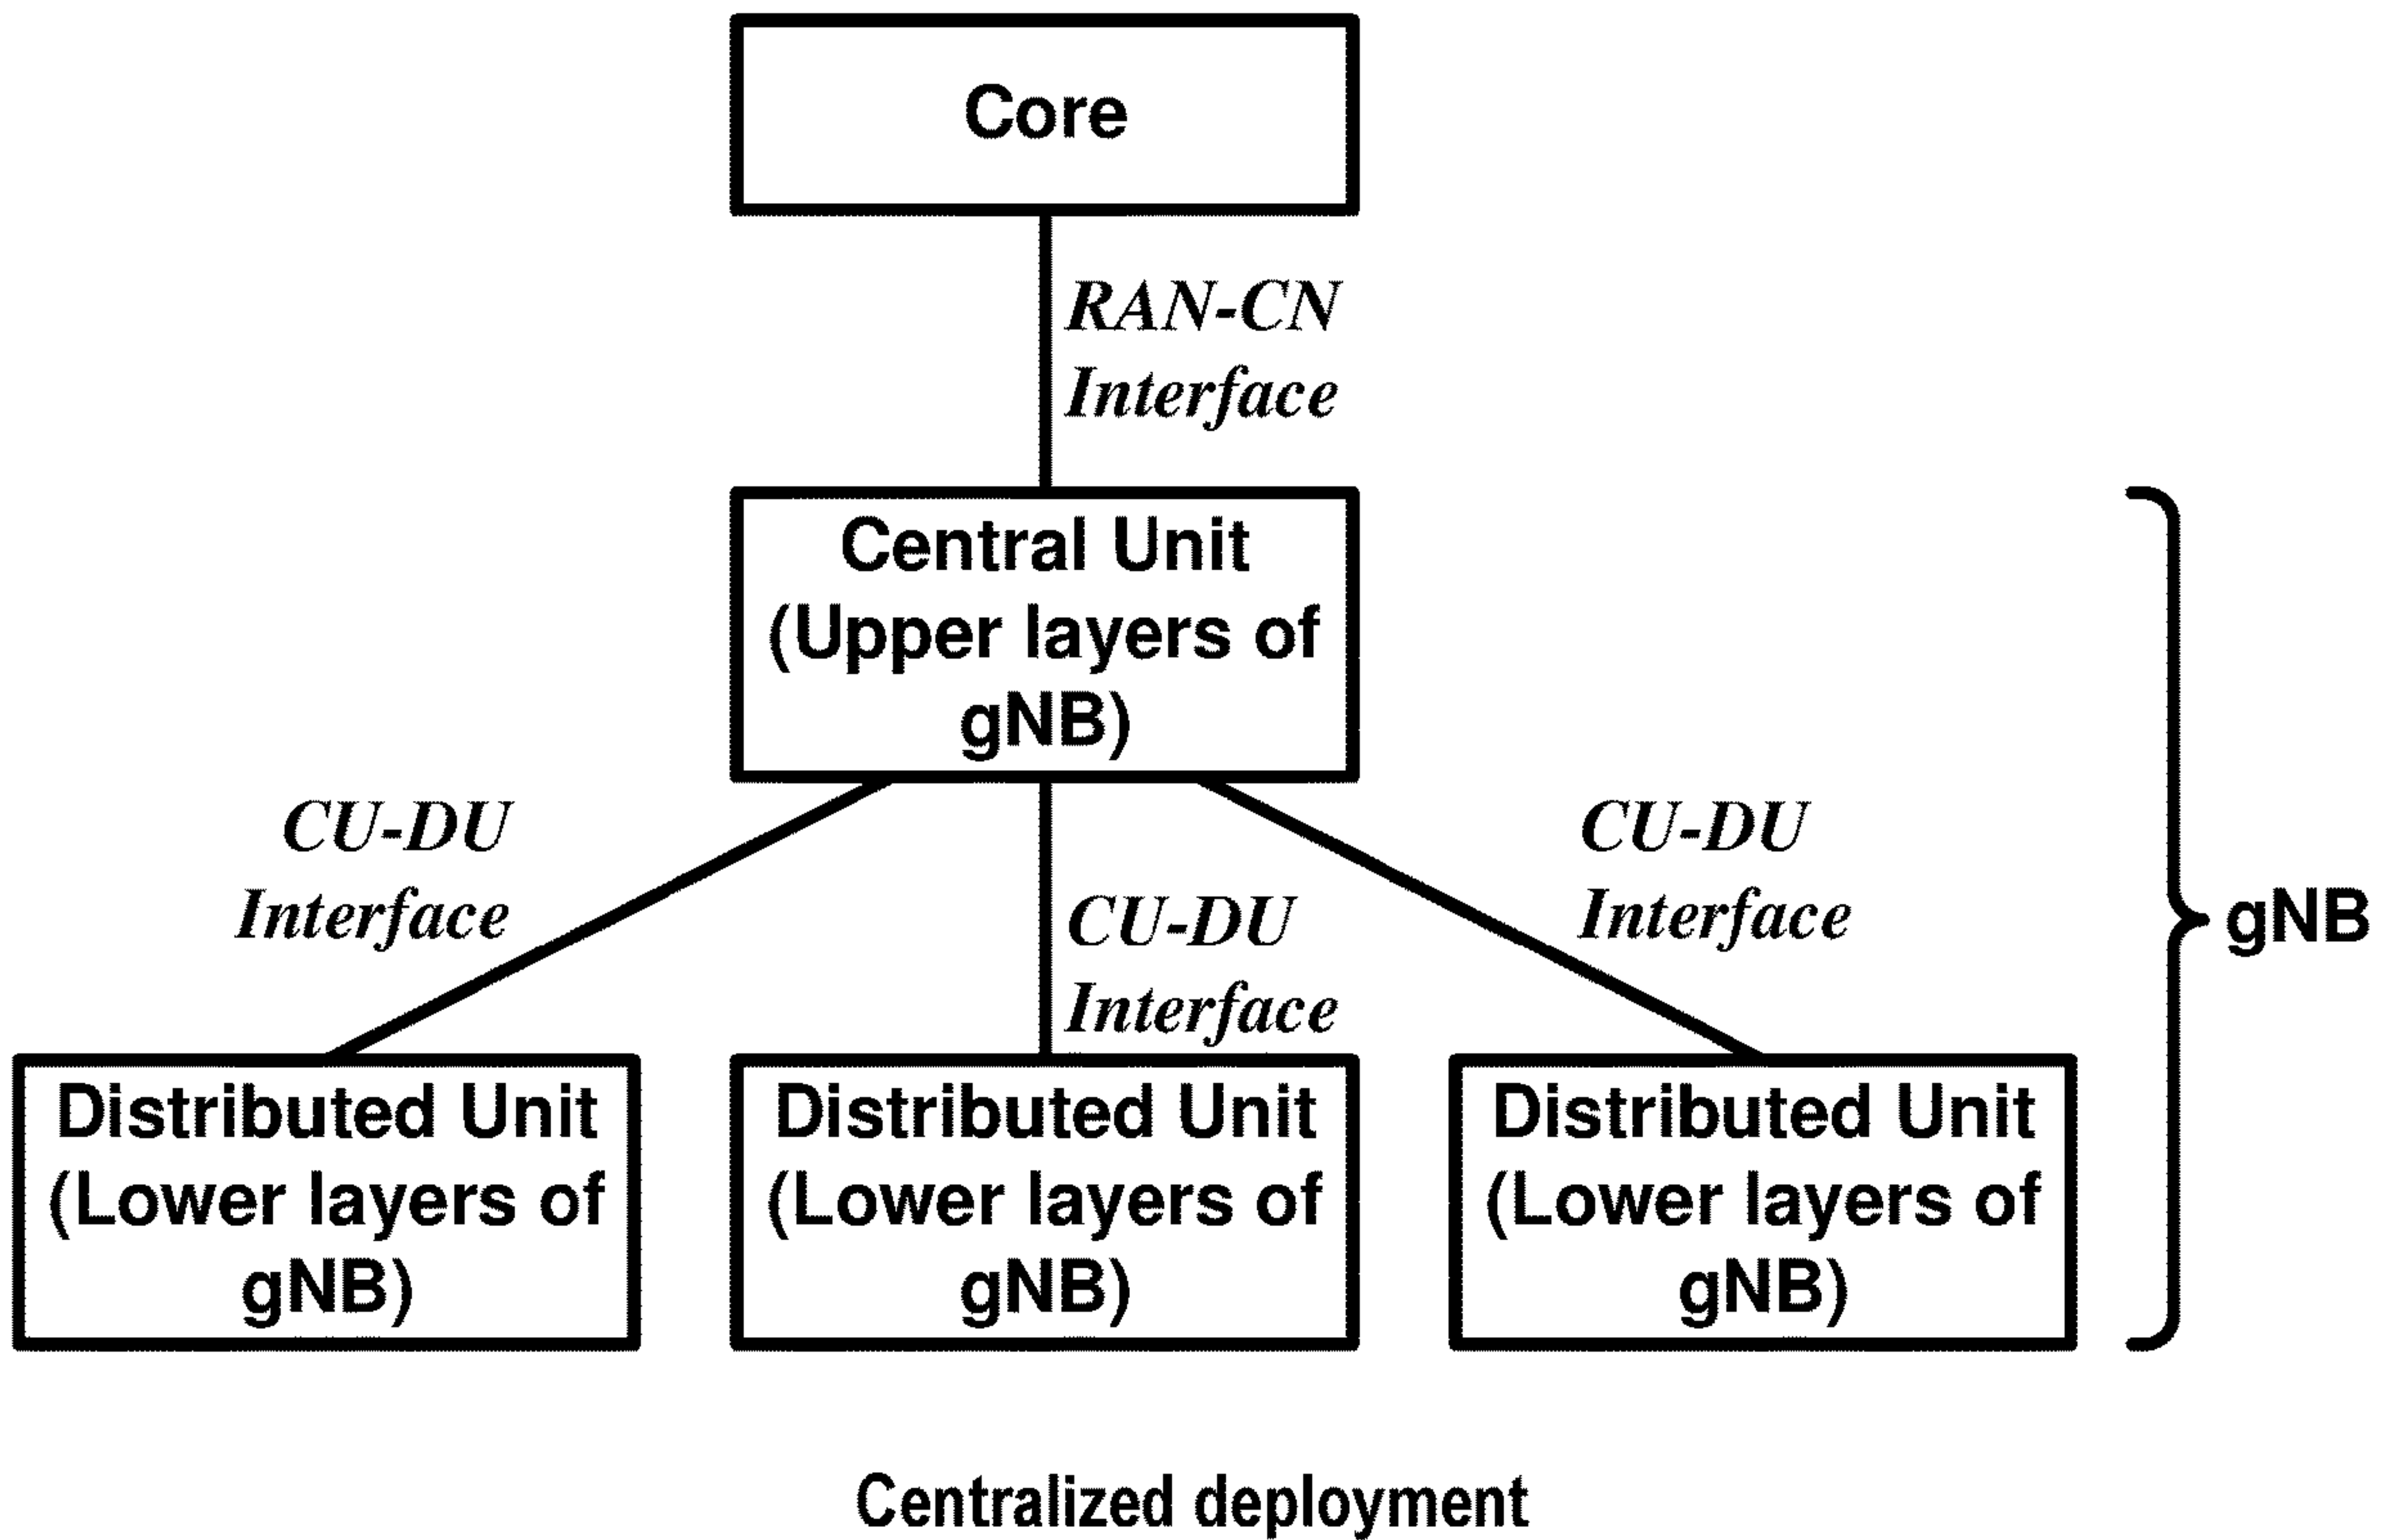 Core
RAN-CN
Interface
Central Unit
(Upper layers of
gNB)
CU-DU
Interface
CU-DU
Interface
CU-DU
Interface
gNB
Distributed Unit
(Lower layers of
gNB)
Distributed Unit
(Lower layers of
gNB)
Distributed Unit
(Lower layers of
gNB)
Centralized deployment